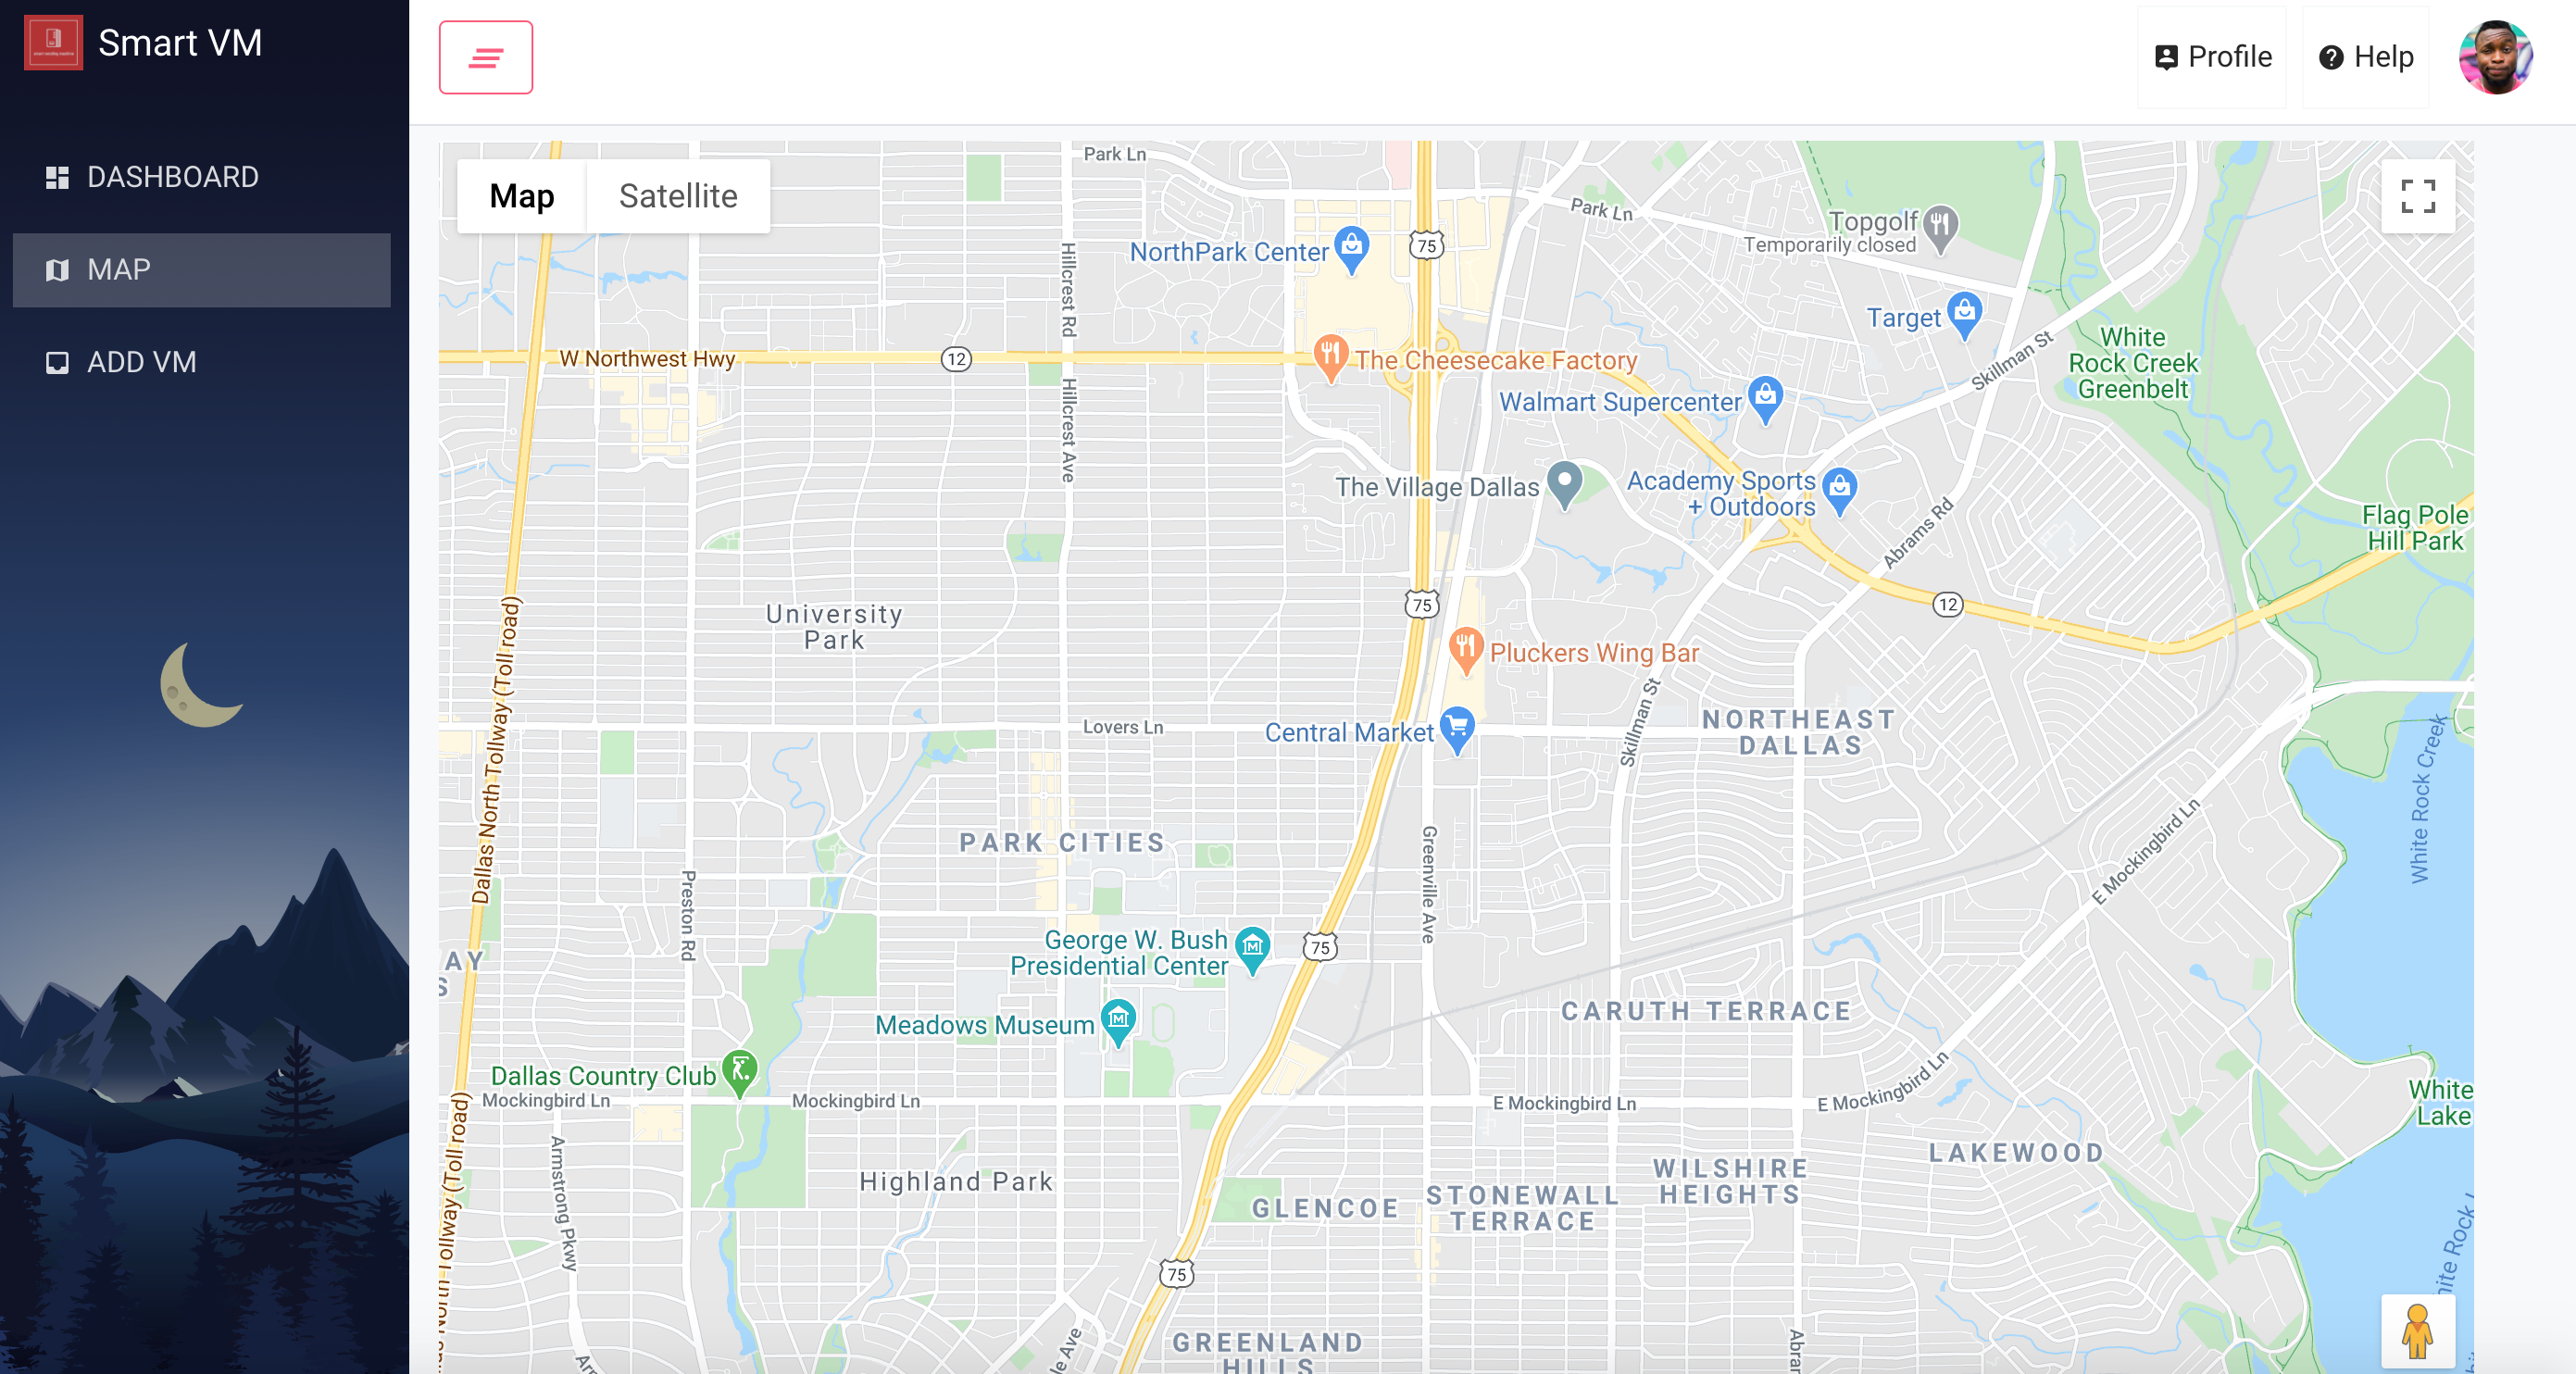 Smart VM
DASHBOARD
MAP
ADD VM
Profile
Help
Map
Satellite
Park Ln
Park Ln
Topgolf
Temporarily closed
NorthPark Center
75
Hillcrest Rd
Target
White
Rock Creek
Greenbelt
Skillman St
W Northwest Hwy
12
The Cheesecake Factory
Walmart Supercenter
Hillcrest Ave
The Village Dallas
Academy Sports
+ Outdoors
Abrams Rd
Flag Pole
Hill Park
75
12
University
Park
Dallas North Tollway (Toll road)
Pluckers Wing Bar
Skillman St
Lovers Ln
Central Market
NORTHEAST
DALLAS
White Rock Creek
PARK CITIES
Greenville Ave
E Mockingbird Ln
Preston Rd
George W. Bush
Presidential Center
75
AY
S
CARUTH TERRACE
Meadows Museum
Dallas Country Club
Mockingbird Ln
Mockingbird Ln
E Mockingbird Ln
E Mockingbird Ln
White
Lake
Armstrong Pkwy
Highland Park
LAKEWOOD
WILSHIRE
HEIGHTS
GLENCOE
STONEWALL
TERRACE
North Tollway (Toll road)
75
GREENLAND
HILLS